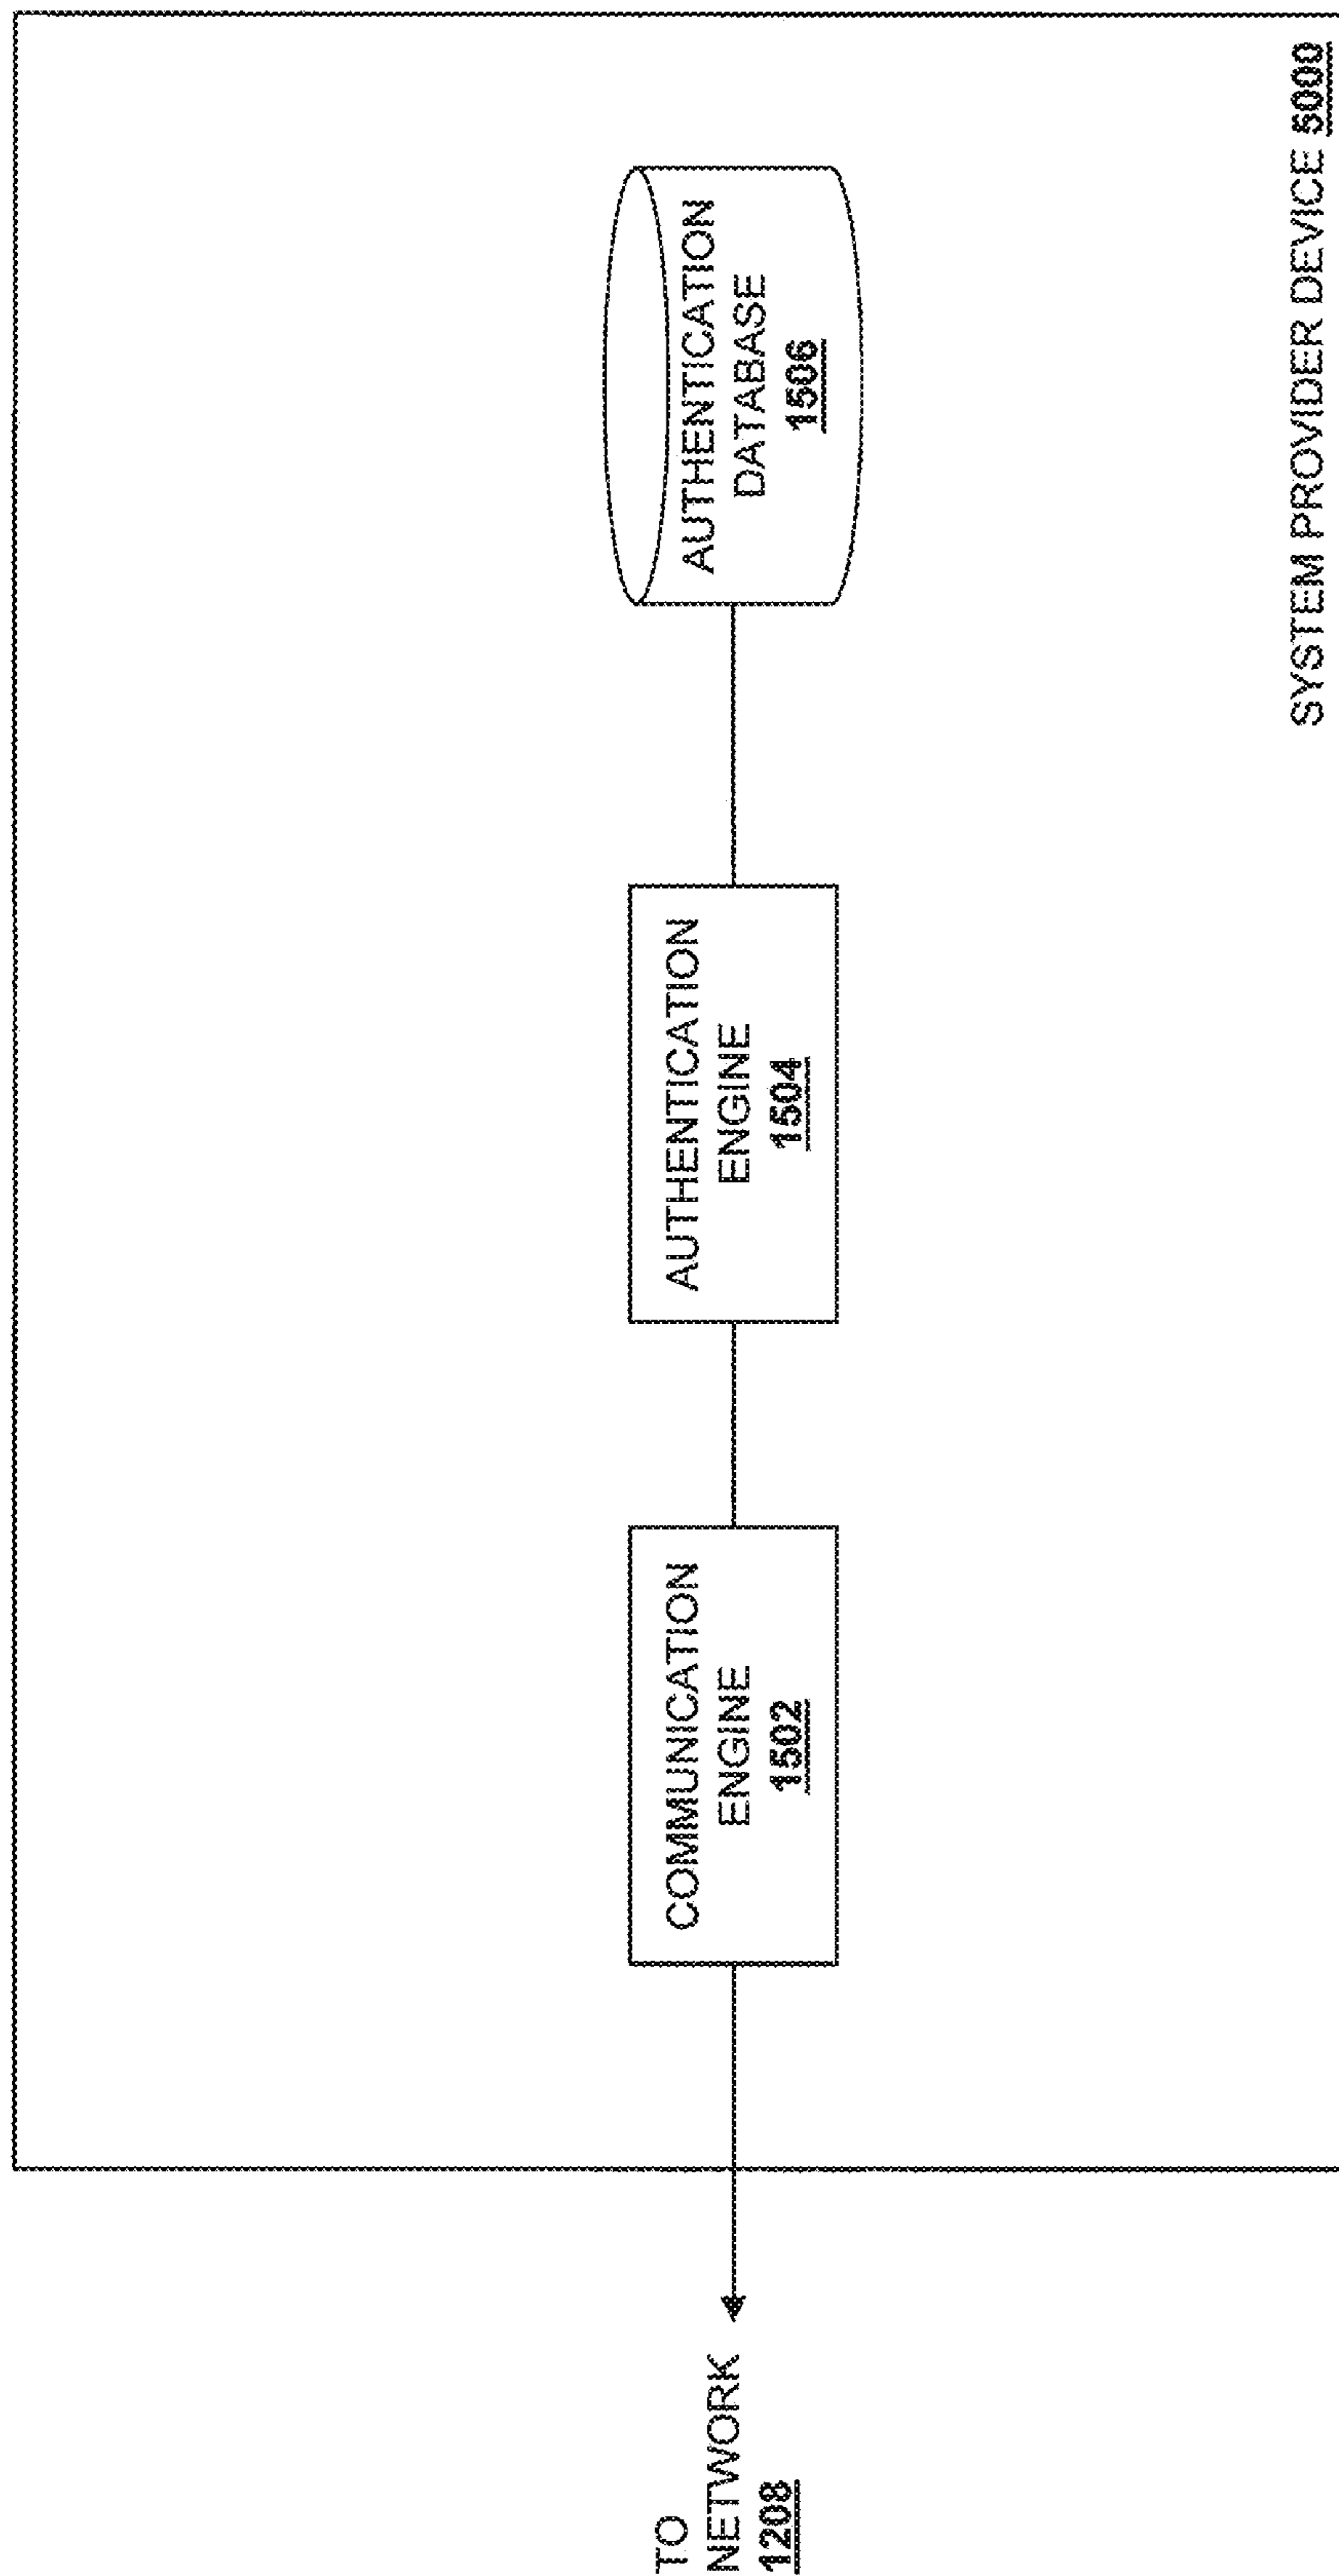 TO
NETWORK
1208
COMMUNICATION
ENGINE
1502
AUTHENTICATION
ENGINE
1504
AUTHENTICATION
DATABASE
1506
SYSTEM PROVIDER DEVICE 5000